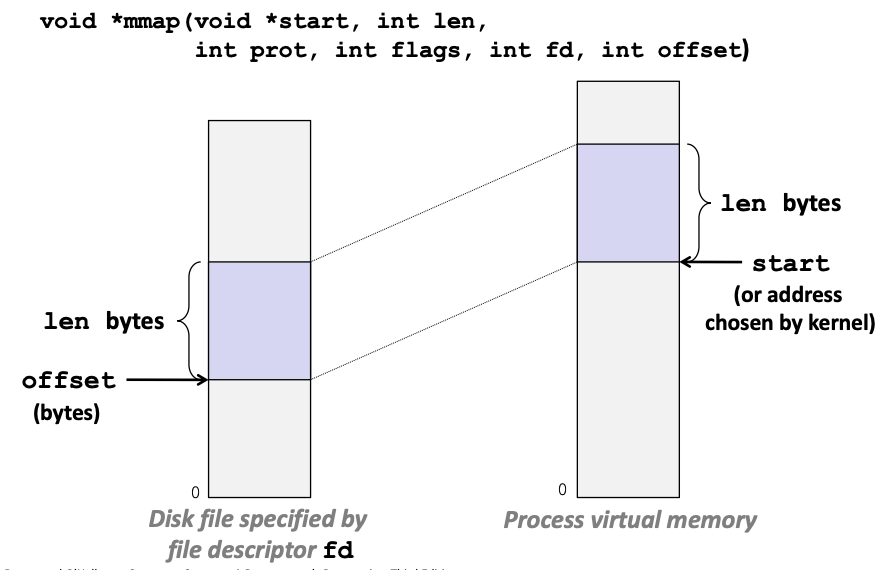 void *mmap(void *start, int len,
int prot, int flags, int fd, int offset)
len bytes
start
(or address
chosen by kernel)
len bytes
offset
(bytes)
0
0
Disk file specified by
file descriptor fd
Process virtual memory